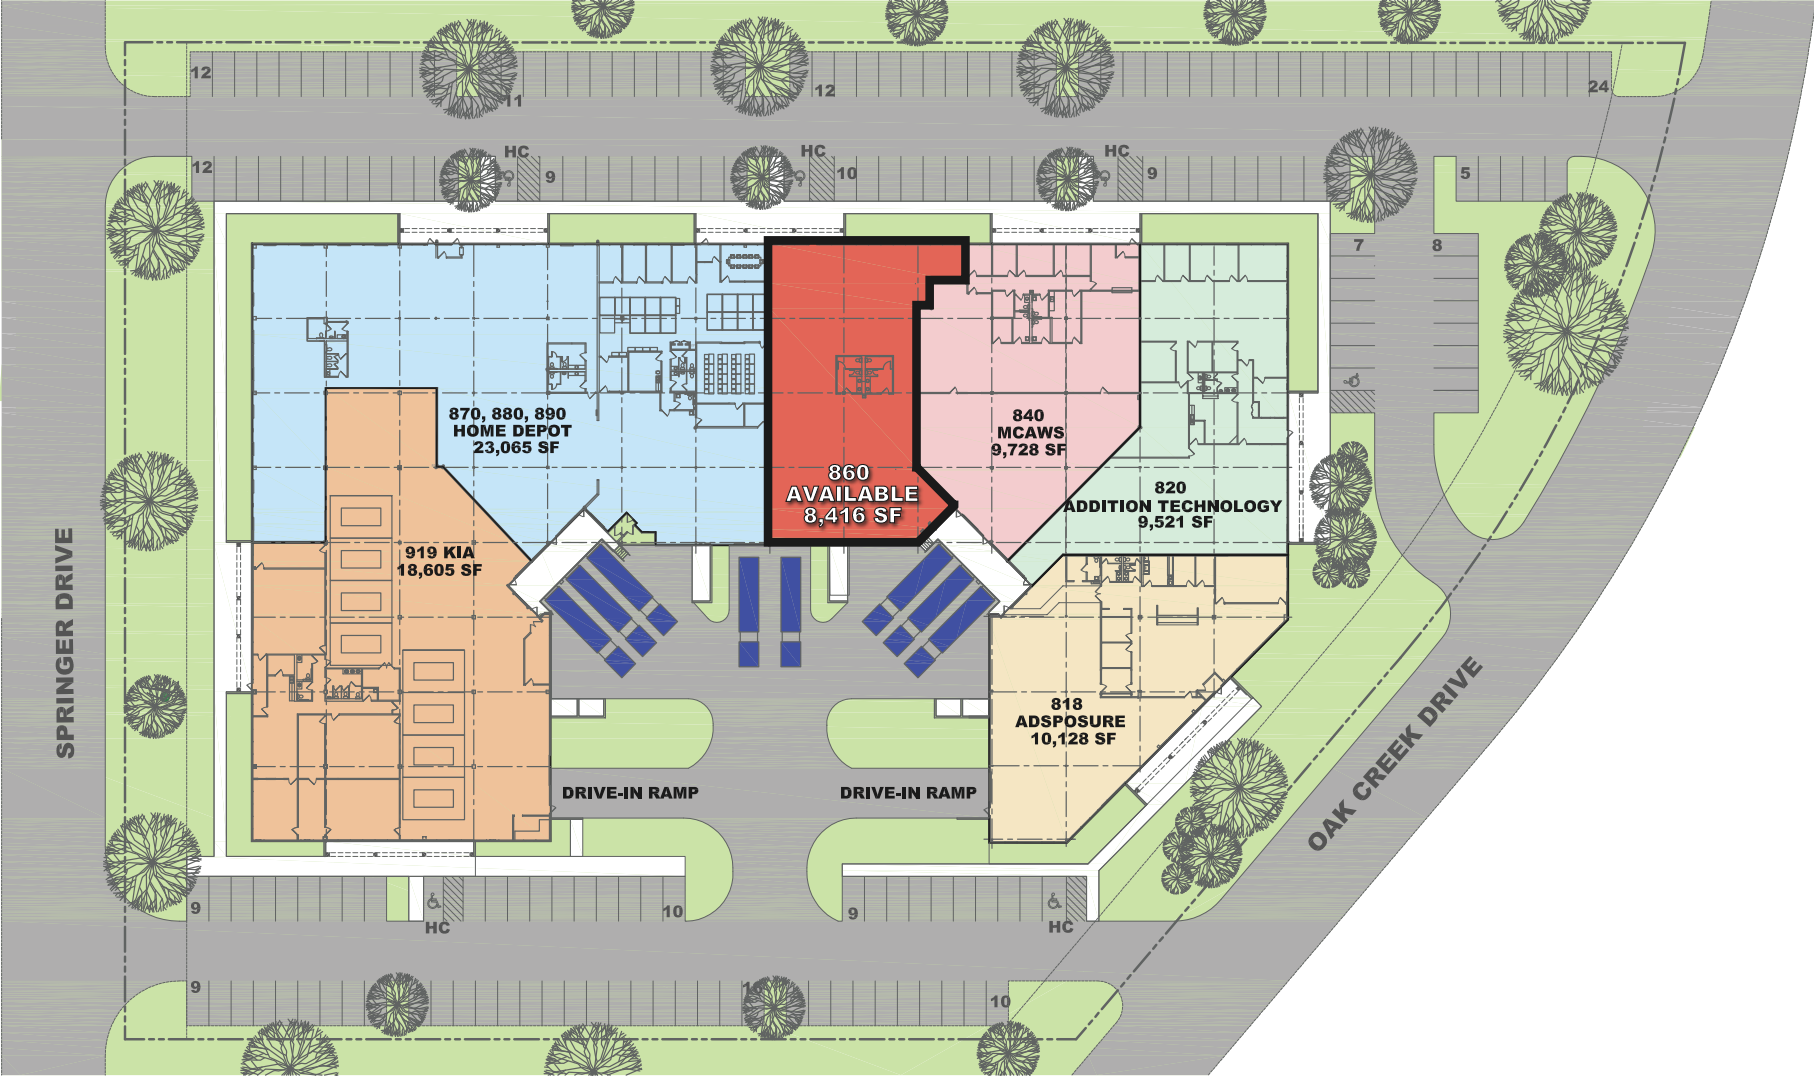 12
11
12
24
12
HC
9
HC
10
HC
9
5
7
8
870, 880, 890
HOME DEPOT
23,065 SF
860
AVAILABLE
8,416 SF
840
MCAWS
9,728 SF
820
ADDITION TECHNOLOGY
9,521 SF
919 KIA
18,605 SF
818
ADSPOSURE
10,128 SF
SPRINGER DRIVE
OAK CREEK DRIVE
DRIVE-IN RAMP
DRIVE-IN RAMP
9
HC
10
9
HC
9
10